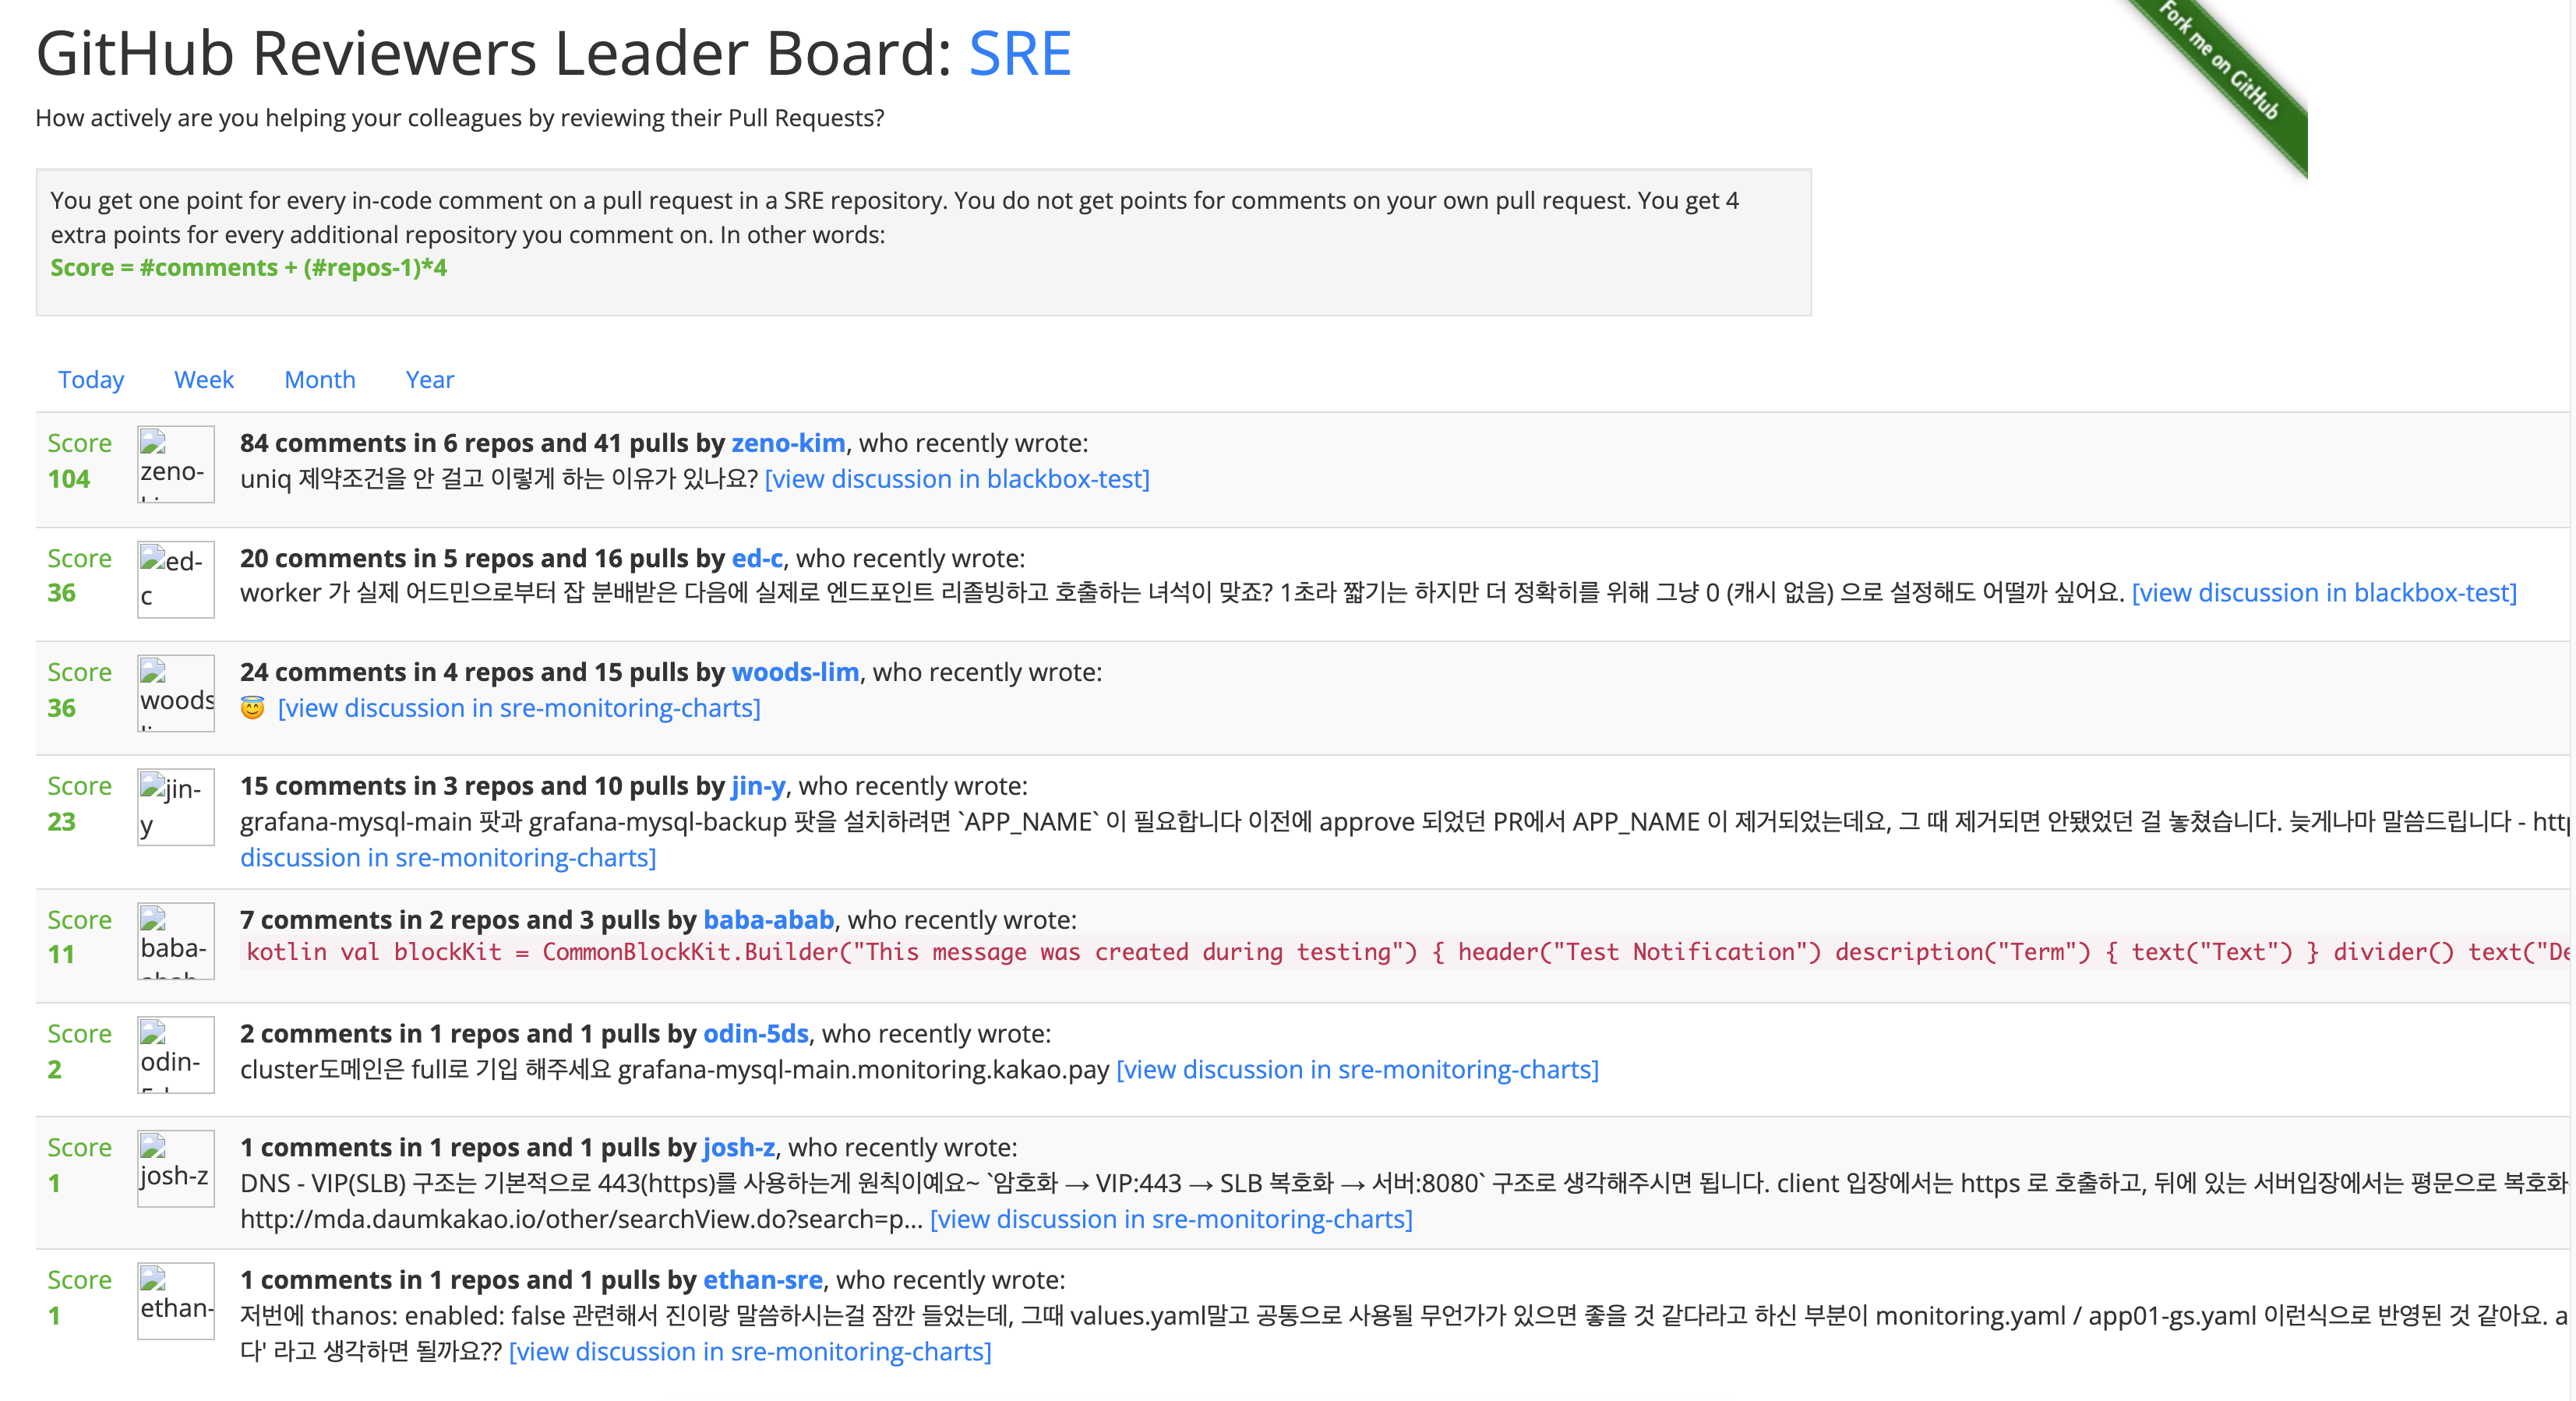 GitHub Reviewers Leader Board: SRE
Fork me on GitHub
How actively are you helping your colleagues by reviewing their Pull Requests?
You get one point for every in-code comment on a pull request in a SRE repository. You do not get points for comments on your own pull request. You get 4
extra points for every additional repository you comment on. In other words:
Score = #comments + (#repos-1)*4
Today Week Month Year
Score
104
zeno-
84 comments in 6 repos and 41 pulls by zeno-kim, who recently wrote:
uniq 제약조건을 안 걸고 이렇게 하는 이유가 있나요? [view discussion in blackbox-test]
Score
36
ed-
c
20 comments in 5 repos and 16 pulls by ed-c, who recently wrote:
worker 가 실제 어드민으로부터 잡 분배받은 다음에 실제로 엔드포인트 리졸빙하고 호출하는 녀석이 맞죠? 1초라 짧기는 하지만 더 정확히를 위해 그냥 0 (캐시 없음) 으로 설정해도 어떨까 싶어요. [view discussion in blackbox-test]
Score
36
woods
24 comments in 4 repos and 15 pulls by woods-lim, who recently wrote:
😇 [view discussion in sre-monitoring-charts]
Score
23
jin-
y
15 comments in 3 repos and 10 pulls by jin-y, who recently wrote:
grafana-mysql-main 팟과 grafana-mysql-backup 팟을 설치하려면 `APP_NAME` 이 필요합니다 이전에 approve 되었던 PR에서 APP_NAME 이 제거되었는데요, 그 때 제거되면 안됐었던 걸 놓쳤습니다. 늦게나마 말씀드립니다 - http
discussion in sre-monitoring-charts]
Score
11
baba-
7 comments in 2 repos and 3 pulls by baba-abab, who recently wrote:
kotlin val blockKit = CommonBlockKit.Builder("This message was created during testing") { header("Test Notification") description("Term") { text("Text") } divider() text("De
Score
2
odin-
2 comments in 1 repos and 1 pulls by odin-5ds, who recently wrote:
cluster도메인은 full로 기입 해주세요 grafana-mysql-main.monitoring.kakao.pay [view discussion in sre-monitoring-charts]
Score
1
josh-z
1 comments in 1 repos and 1 pulls by josh-z, who recently wrote:
DNS - VIP(SLB) 구조는 기본적으로 443(https)를 사용하는게 원칙이예요~ `암호화 → VIP:443 → SLB 복호화 → 서버:8080` 구조로 생각해주시면 됩니다. client 입장에서는 https 로 호출하고, 뒤에 있는 서버입장에서는 평문으로 복호화
http://mda.daumkakao.io/other/searchView.do?search=p... [view discussion in sre-monitoring-charts]
Score
1
ethan-
1 comments in 1 repos and 1 pulls by ethan-sre, who recently wrote:
저번에 thanos: enabled: false 관련해서 진이랑 말씀하시는걸 잠깐 들었는데, 그때 values.yaml말고 공통으로 사용될 무언가가 있으면 좋을 것 같다라고 하신 부분이 monitoring.yaml / app01-gs.yaml 이런식으로 반영된 것 같아요. a
다' 라고 생각하면 될까요?? [view discussion in sre-monitoring-charts]